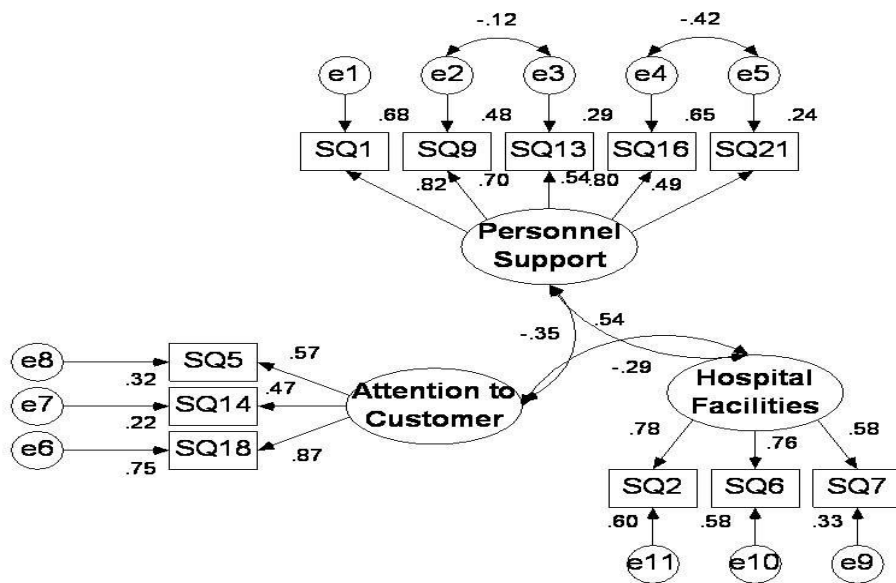 -.12
-.42
e1
e2
e3
e4
e5
.68
.48
.29
.65
.24
SQ1
SQ9
SQ13
SQ16
SQ21
.82
.70
.54
.80
.49
Personnel
Support
-.35
.54
-.29
e8
.32
SQ5
.57
e7
.22
SQ14
.47
e6
.75
SQ18
.87
Attention to
Customer
Hospital
Facilities
.78
.76
.58
SQ2
SQ6
SQ7
.60
.58
.33
e11
e10
e9